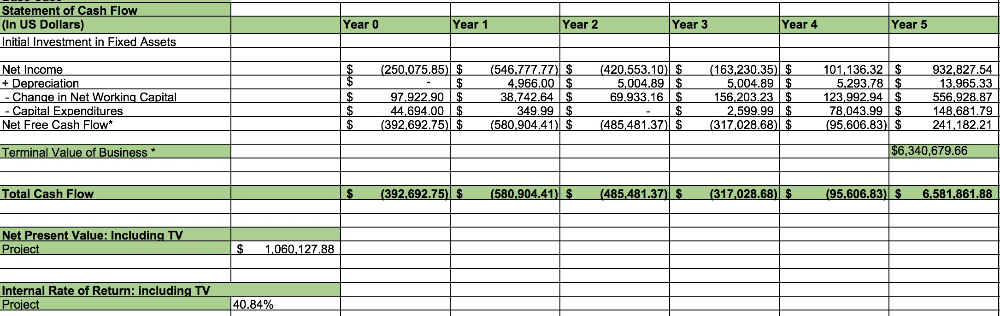 Statement of Cash Flow
(In US Dollars) Year 0 Year 1 Year 2 Year 3 Year 4 Year 5
Initial Investment in Fixed Assets
Net Income $ (250,075.85) $ (546,777.77) $ (420,553.10) $ (163,230.35) $ 101,136.32 $ 932,827.54
+ Depreciation $ - $ 4,966.00 $ 5,004.89 $ 5,004.89 $ 5,293.78 $ 13,965.33
- Change in Net Working Capital $ 97,922.90 $ 38,742.64 $ 69,933.16 $ 156,203.23 $ 123,992.94 $ 556,928.87
- Capital Expenditures $ 44,694.00 $ 349.99 $ - $ 2,599.99 $ 78,043.99 $ 148,681.79
Net Free Cash Flow* $ (392,692.75) $ (580,904.41) $ (485,481.37) $ (317,028.68) $ (95,606.83) $ 241,182.21
Terminal Value of Business * $6,340,679.66
Total Cash Flow $ (392,692.75) $ (580,904.41) $ (485,481.37) $ (317,028.68) $ (95,606.83) $ 6,581,861.88
Net Present Value: Including TV
Project $ 1,060,127.88
Internal Rate of Return: including TV
Project 40.84%